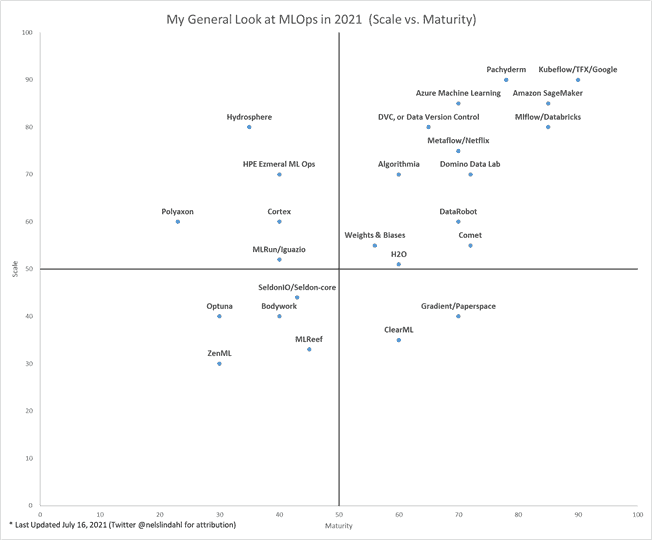 My General Look at MLOps in 2021 (Scale vs. Maturity)
100
90
80
70
60
50
40
30
20
10
0
Scale
Pachyderm
Kubeflow/TFX/Google
Azure Machine Learning
Amazon SageMaker
Hydrosphere
DVC, or Data Version Control
Mlflow/Databricks
Metaflow/Netflix
HPE Ezmeral ML Ops
Algorithmia
Domino Data Lab
Polyaxon
Cortex
DataRobot
Weights & Biases
Comet
MLRun/Iguazio
H2O
SeldonIO/Seldon-core
Optuna
Bodywork
Gradient/Paperspace
ClearML
MLReef
ZenML
0
10
20
30
40
50
60
70
80
90
100
Maturity
* Last Updated July 16, 2021 (Twitter @nelslindahl for attribution)